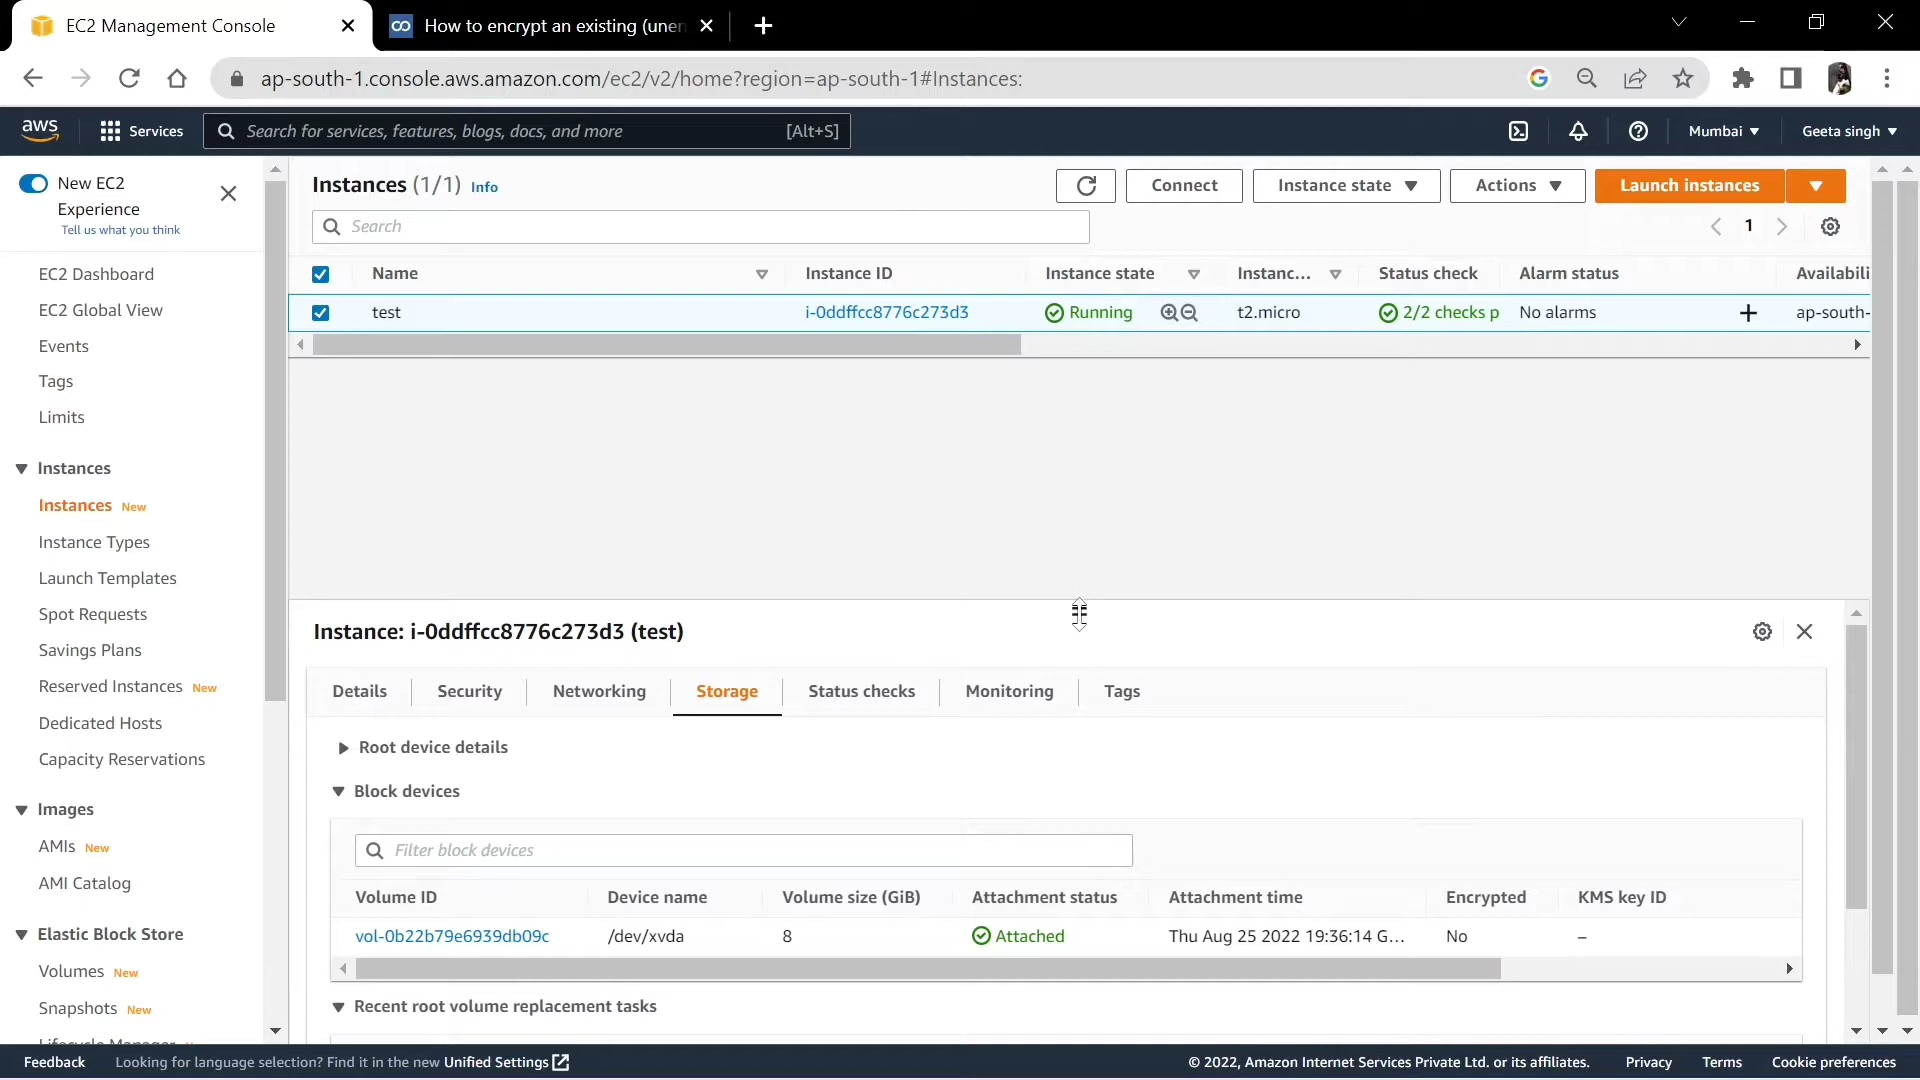 EC2 Management Console
How to encrypt an existing (unen
ap-south-1.console.aws.amazon.com/ec2/v2/home?region=ap-south-1#Instances:
aws
Services
Search for services, features, blogs, docs, and more
[Alt+S]
Mumbai
Geeta singh
New EC2
Experience
Tell us what you think
EC2 Dashboard
EC2 Global View
Events
Tags
Limits
Instances
Instances New
Instance Types
Launch Templates
Spot Requests
Savings Plans
Reserved Instances New
Dedicated Hosts
Capacity Reservations
Images
AMIs New
AMI Catalog
Elastic Block Store
Volumes New
Snapshots New
Lifecycle Manager
Instances (1/1) Info
Connect
Instance state
Actions
Launch instances
Search
1
Name Instance ID Instance state Instanc... Status check Alarm status Availabili
test i-0ddffcc8776c273d3 Running t2.micro 2/2 checks p No alarms ap-south-
Instance: i-0ddffcc8776c273d3 (test)
Details Security Networking Storage Status checks Monitoring Tags
Root device details
Block devices
Filter block devices
Volume ID Device name Volume size (GiB) Attachment status Attachment time Encrypted KMS key ID
vol-0b22b79e6939db09c /dev/xvda 8 Attached Thu Aug 25 2022 19:36:14 G... No –
Recent root volume replacement tasks
Feedback Looking for language selection? Find it in the new Unified Settings © 2022, Amazon Internet Services Private Ltd. or its affiliates. Privacy Terms Cookie preferences